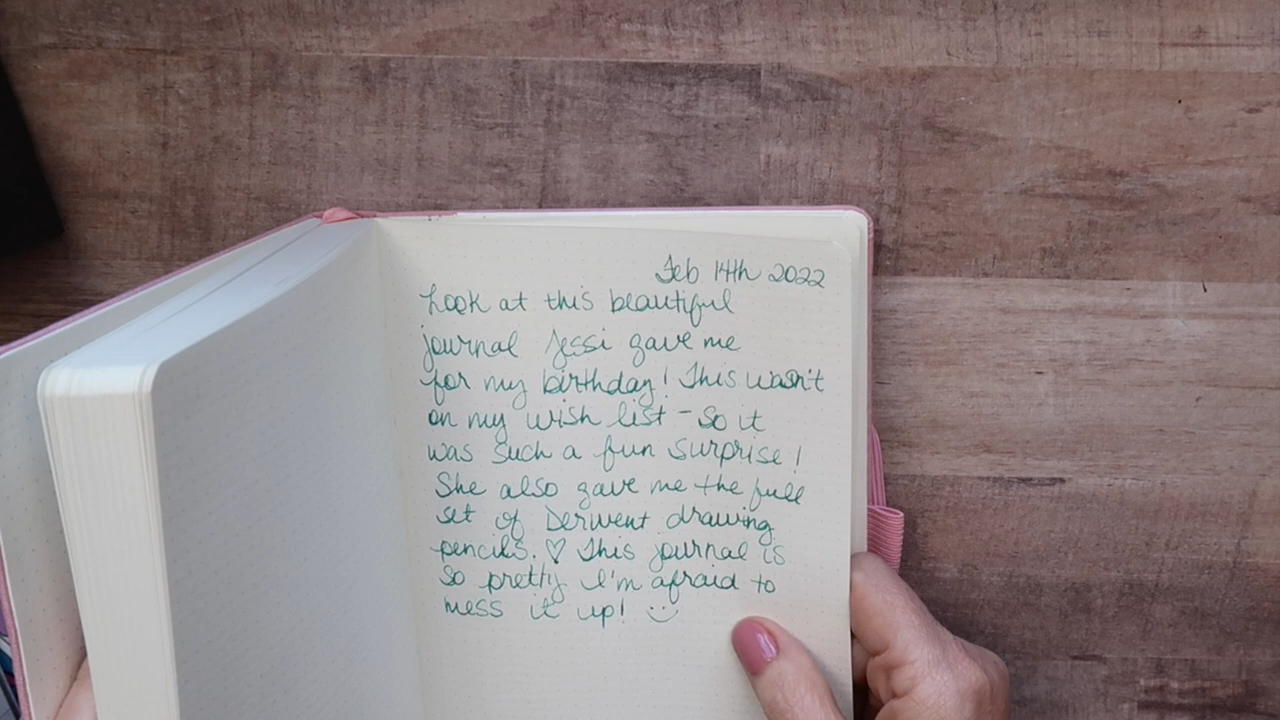 Feb 14th 2022
Look at this beautiful
journal Jessi gave me
for my birthday! This wasn't
on my wish list - So it
was such a fun surprise!
She also gave me the full
set of Derwent drawing
pencils. ♡ This journal is
so pretty I'm afraid to
mess it up! :)